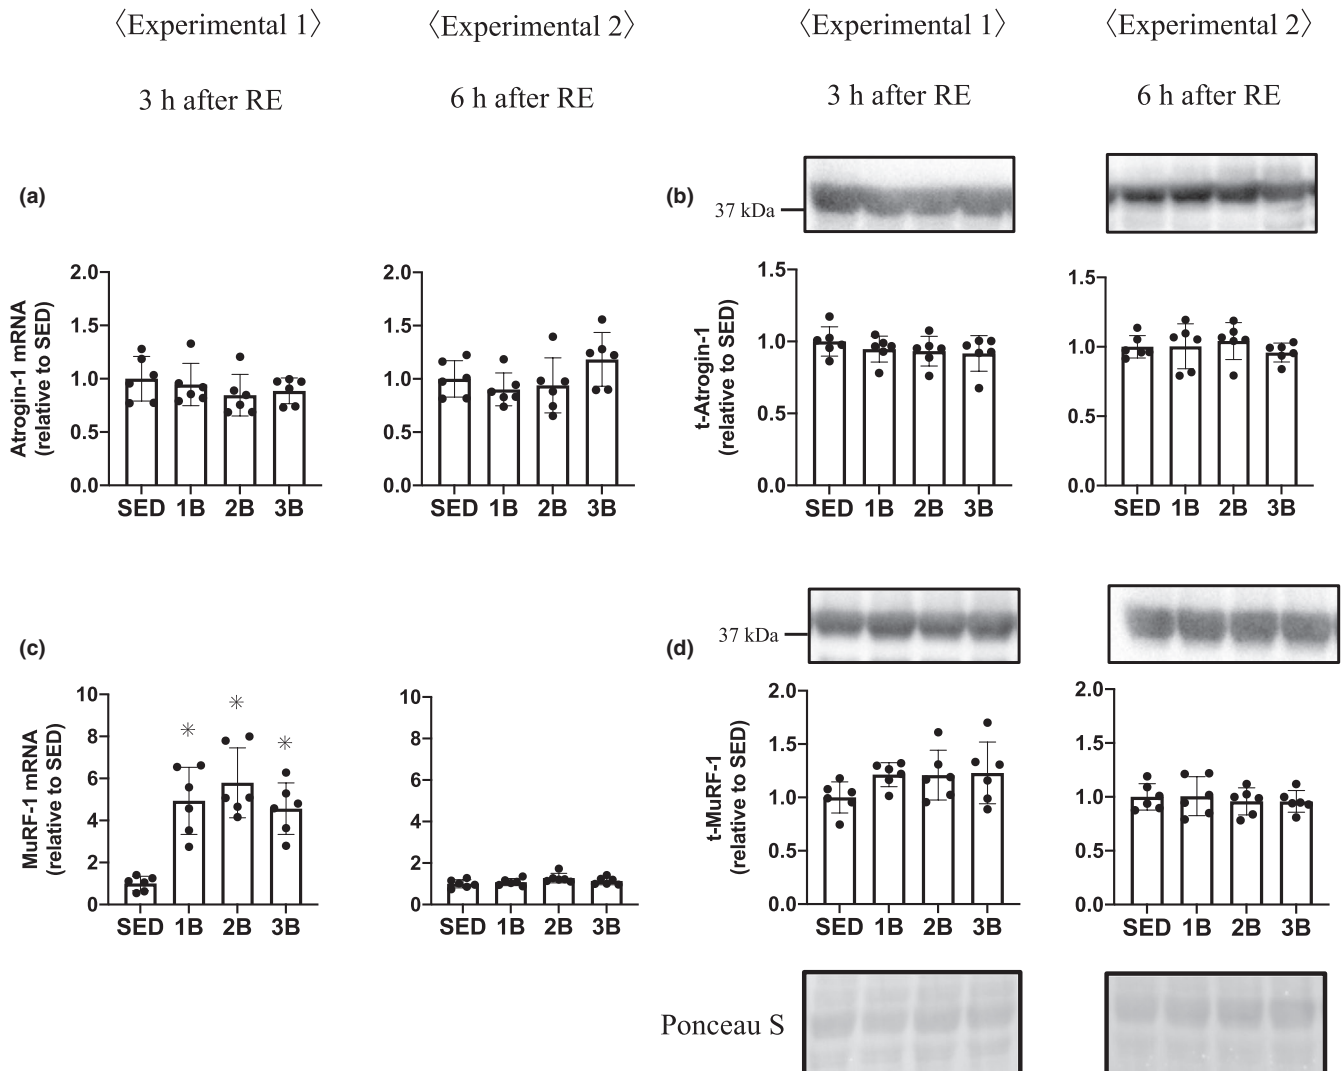 〈Experimental 1〉
〈Experimental 2〉
〈Experimental 1〉
〈Experimental 2〉
3 h after RE
6 h after RE
3 h after RE
6 h after RE
(a)
Atrogin-1 mRNA
(relative to SED)
2.0
1.5
1.0
0.5
0.0
SED 1B 2B 3B
2.0
1.5
1.0
0.5
0.0
SED 1B 2B 3B
(b)
37 kDa
t-Atrogin-1
(relative to SED)
1.5
1.0
0.5
0.0
SED 1B 2B 3B
1.5
1.0
0.5
0.0
SED 1B 2B 3B
(c)
MuRF-1 mRNA
(relative to SED)
10
8
6
4
2
0
* * *
SED 1B 2B 3B
10
8
6
4
2
0
SED 1B 2B 3B
(d)
37 kDa
t-MuRF-1
(relative to SED)
2.0
1.5
1.0
0.5
0.0
SED 1B 2B 3B
2.0
1.5
1.0
0.5
0.0
SED 1B 2B 3B
Ponceau S